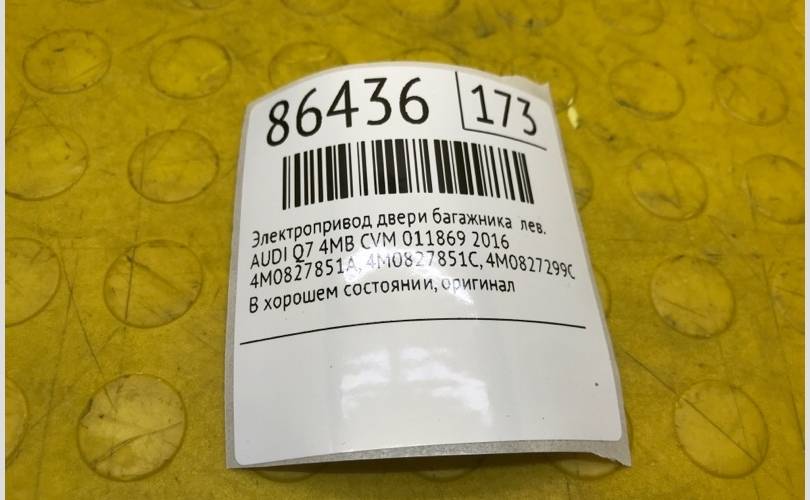 86436 173
Электропривод двери багажника лев.
AUDI Q7 4MB CVM 011869 2016
4M0827851A, 4M0827851C, 4M0827299C
В хорошем состоянии, оригинал